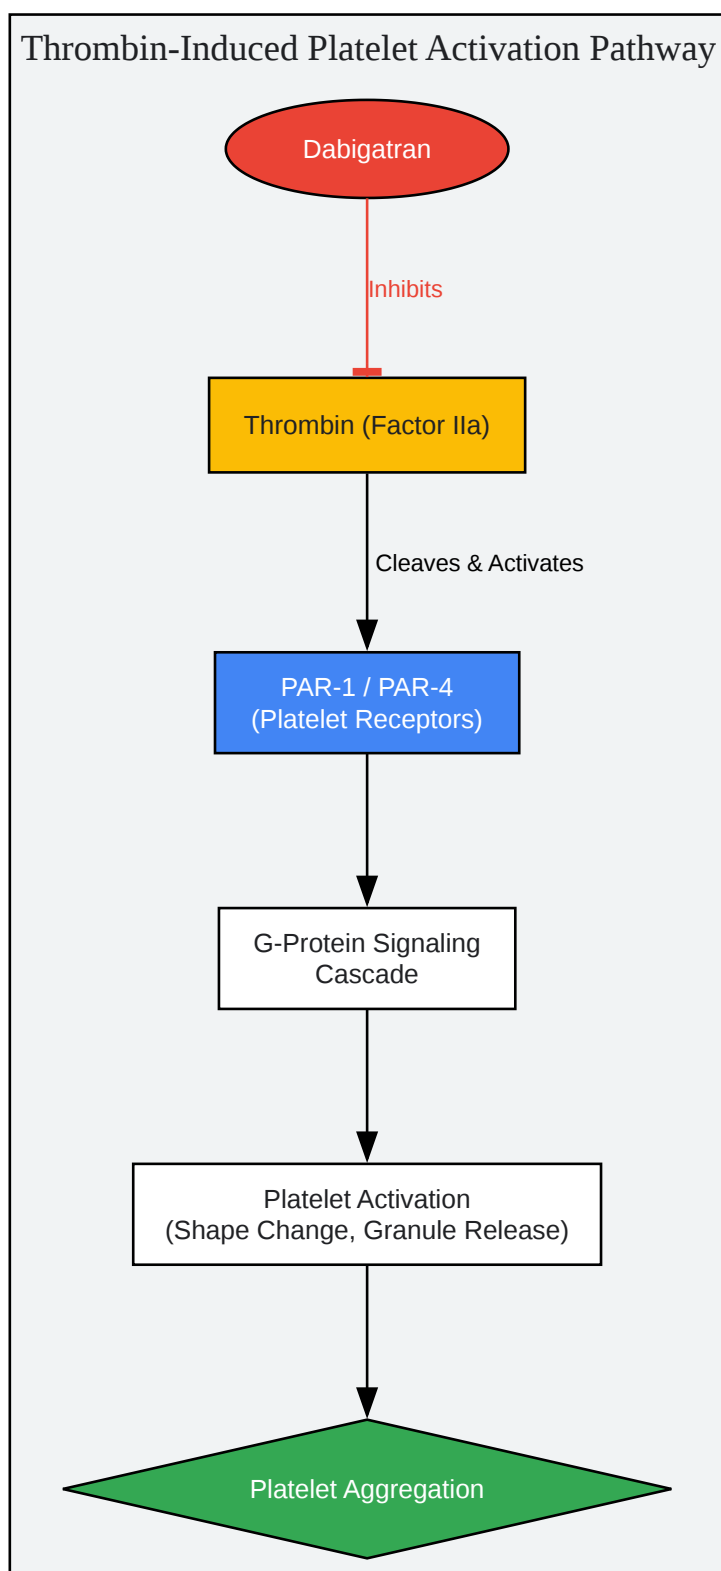 Thrombin-Induced Platelet Activation Pathway
Dabigatran
Inhibits
Thrombin (Factor IIa)
Cleaves & Activates
PAR-1 / PAR-4
(Platelet Receptors)
G-Protein Signaling
Cascade
Platelet Activation
(Shape Change, Granule Release)
Platelet Aggregation